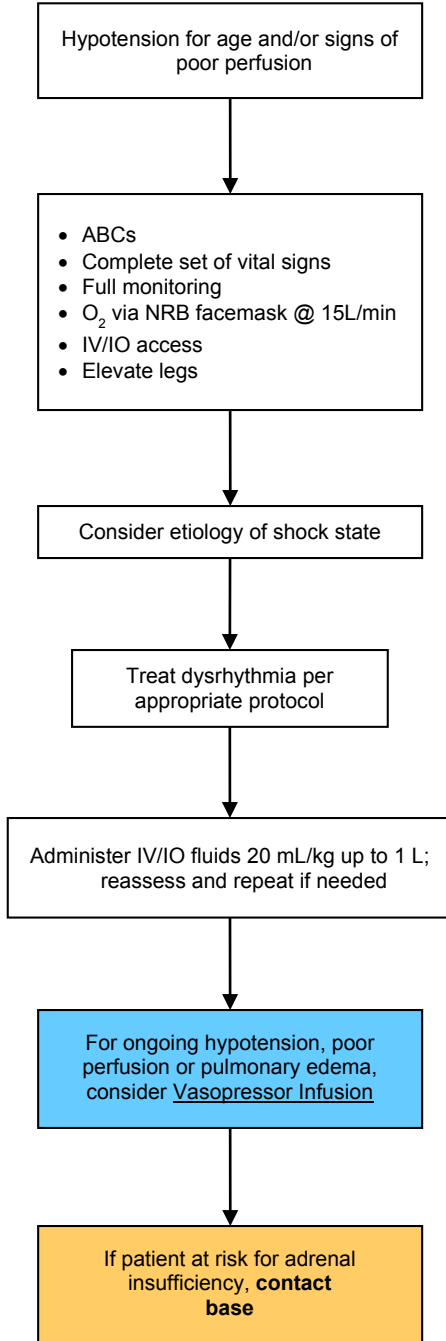 Hypotension for age and/or signs of
poor perfusion
• ABCs
• Complete set of vital signs
• Full monitoring
• O₂ via NRB facemask @ 15L/min
• IV/IO access
• Elevate legs
Consider etiology of shock state
Treat dysrhythmia per
appropriate protocol
Administer IV/IO fluids 20 mL/kg up to 1 L;
reassess and repeat if needed
For ongoing hypotension, poor
perfusion or pulmonary edema,
consider Vasopressor Infusion
If patient at risk for adrenal
insufficiency, contact
base